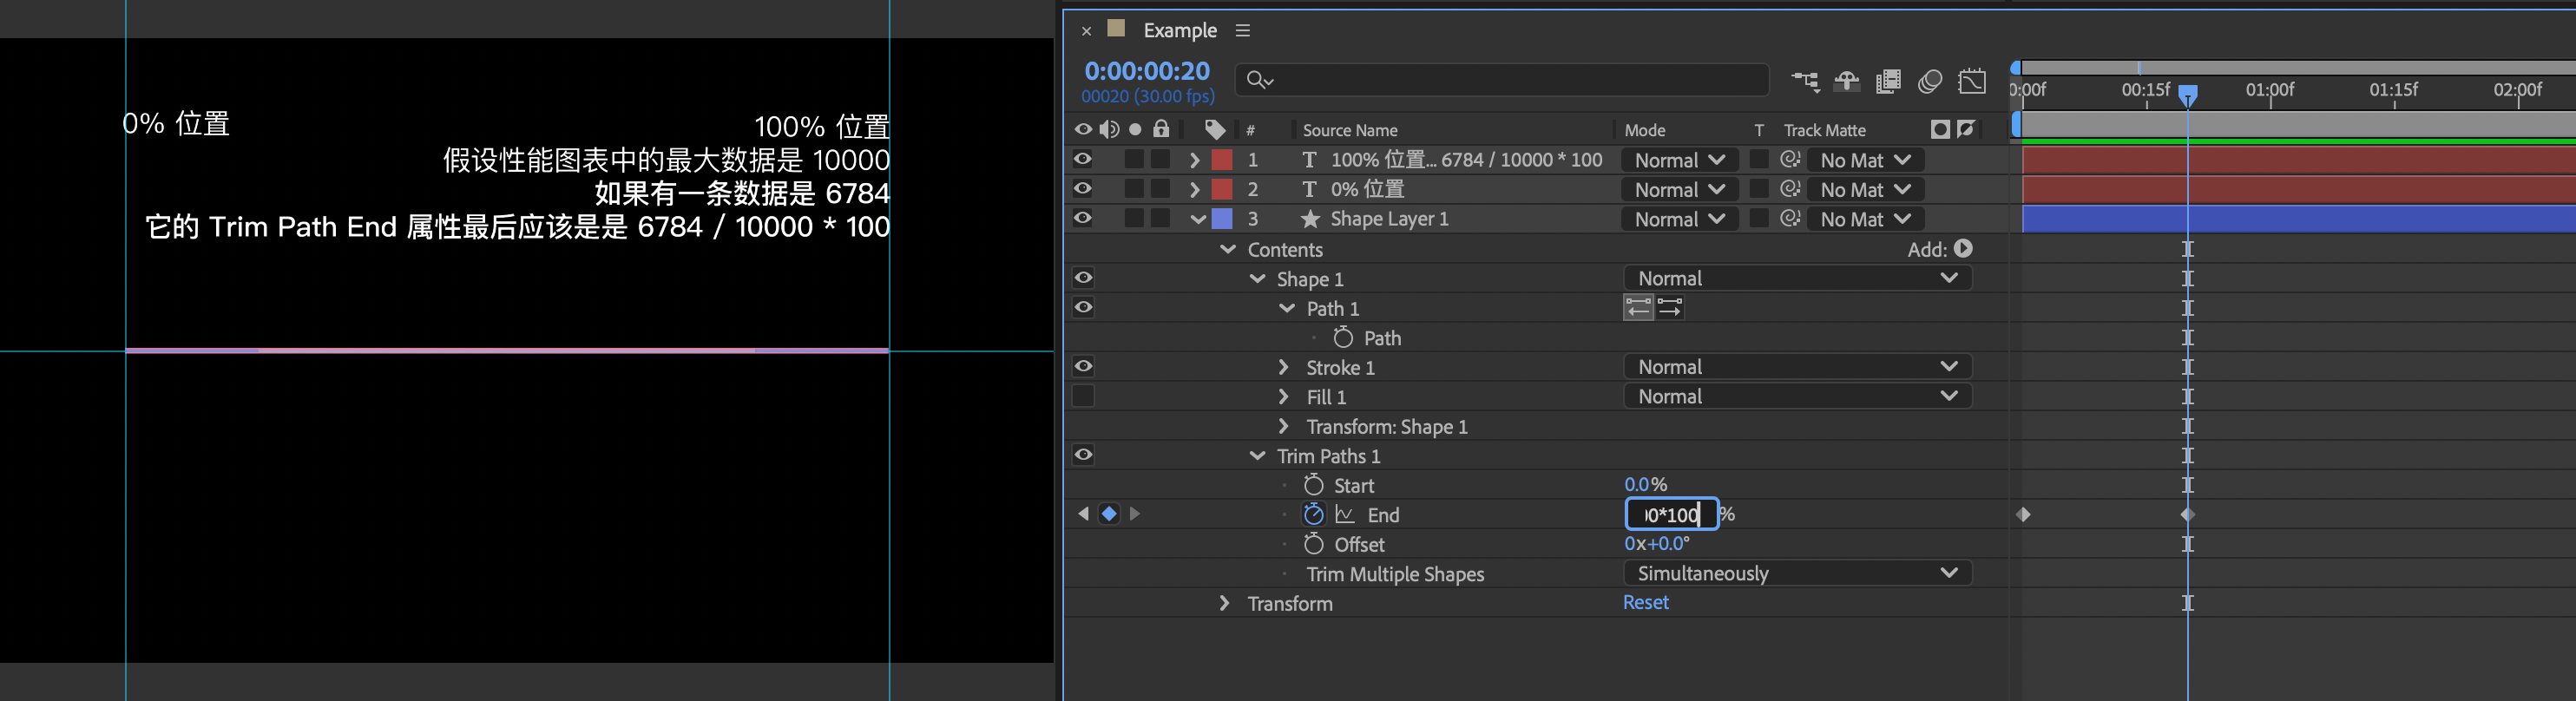 0% 位置
100% 位置
假设性能图表中的最大数据是 10000
如果有一条数据是 6784
它的 Trim Path End 属性最后应该是是 6784 / 10000 * 100
Example
0:00:00:20
00020 (30.00 fps)
0:00f 00:15f 01:00f 01:15f 02:00f
# Source Name Mode T Track Matte
1 T 100% 位置... 6784 / 10000 * 100 Normal No Mat
2 T 0% 位置 Normal No Mat
3 Shape Layer 1 Normal No Mat
Contents Add:
Shape 1 Normal
Path 1
Path
Stroke 1 Normal
Fill 1 Normal
Transform: Shape 1
Trim Paths 1
Start 0.0%
End 00*100 %
Offset 0x+0.0°
Trim Multiple Shapes Simultaneously
Transform Reset